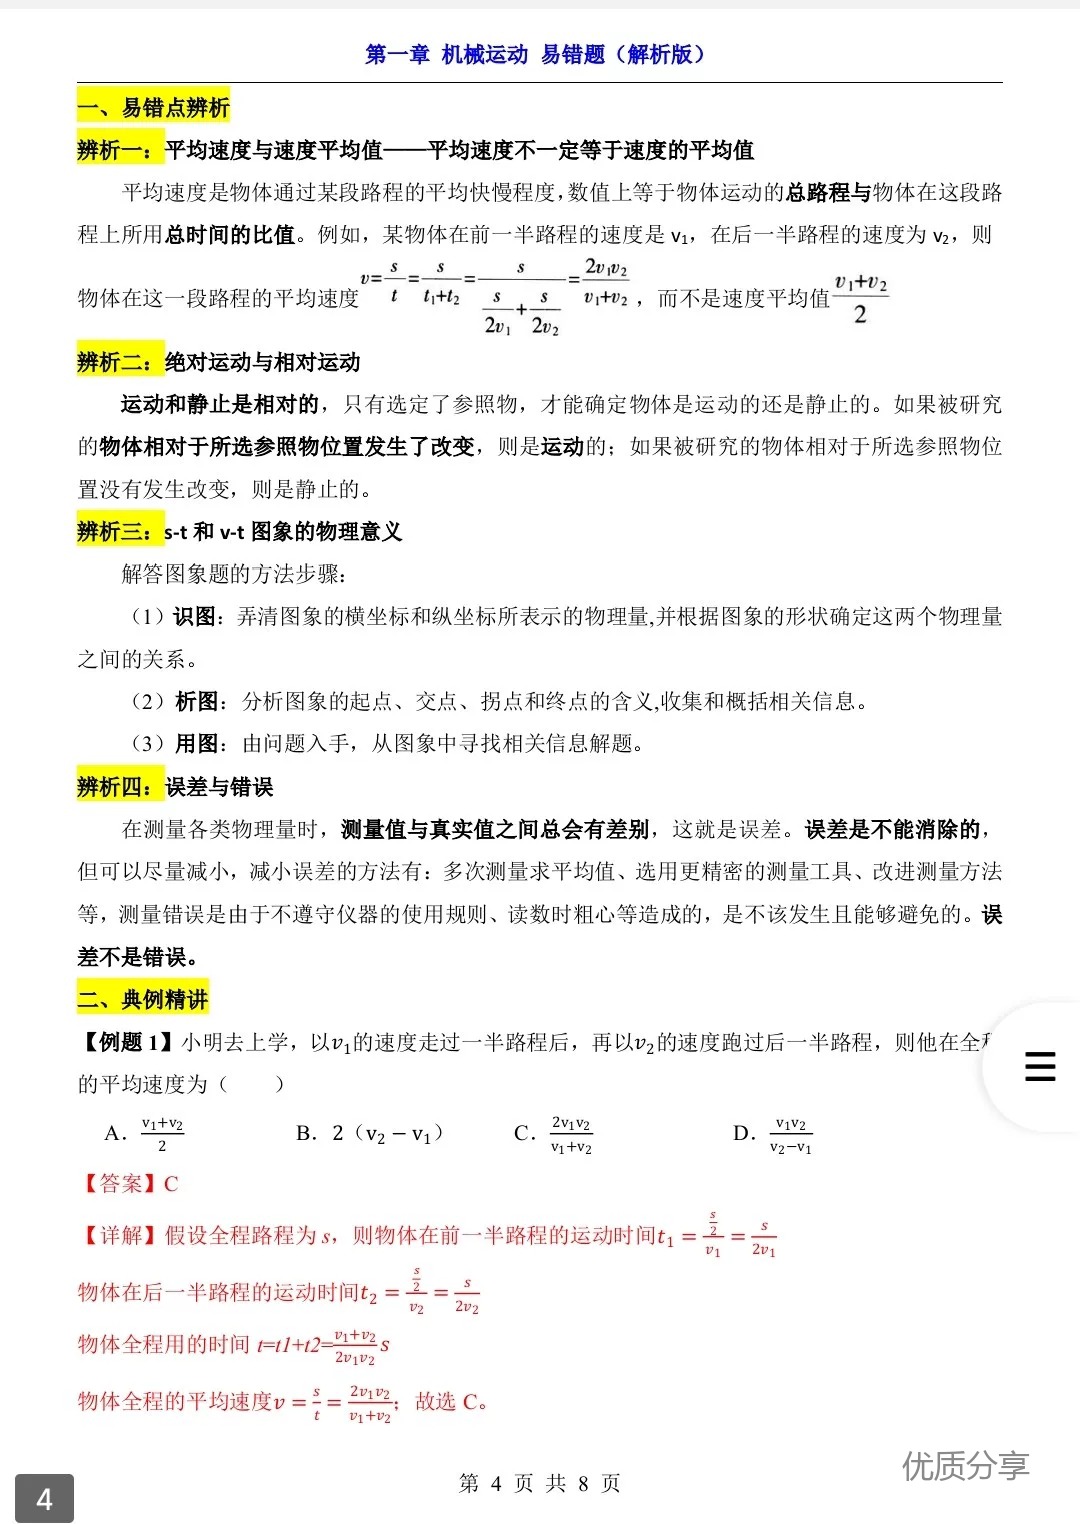 第一章 机械运动 易错题（解析版）
一、易错点辨析
辨析一：平均速度与速度平均值——平均速度不一定等于速度的平均值
平均速度是物体通过某段路程的平均快慢程度,数值上等于物体运动的总路程与物体在这段路
程上所用总时间的比值。例如，某物体在前一半路程的速度是 v₁，在后一半路程的速度为 v₂，则
物体在这一段路程的平均速度 v=s/t=s/(t₁+t₂)=s/(s/2v₁+s/2v₂)=2v₁v₂/(v₁+v₂)，而不是速度平均值 (v₁+v₂)/2
辨析二：绝对运动与相对运动
运动和静止是相对的，只有选定了参照物，才能确定物体是运动的还是静止的。如果被研究
的物体相对于所选参照物位置发生了改变，则是运动的；如果被研究的物体相对于所选参照物位
置没有发生改变，则是静止的。
辨析三：s-t 和 v-t 图象的物理意义
解答图象题的方法步骤：
（1）识图：弄清图象的横坐标和纵坐标所表示的物理量,并根据图象的形状确定这两个物理量
之间的关系。
（2）析图：分析图象的起点、交点、拐点和终点的含义,收集和概括相关信息。
（3）用图：由问题入手，从图象中寻找相关信息解题。
辨析四：误差与错误
在测量各类物理量时，测量值与真实值之间总会有差别，这就是误差。误差是不能消除的，
但可以尽量减小，减小误差的方法有：多次测量求平均值、选用更精密的测量工具、改进测量方法
等，测量错误是由于不遵守仪器的使用规则、读数时粗心等造成的，是不该发生且能够避免的。误
差不是错误。
二、典例精讲
【例题 1】小明去上学，以v₁的速度走过一半路程后，再以v₂的速度跑过后一半路程，则他在全
的平均速度为（　　）
A．(v₁+v₂)/2 B．2（v₂－v₁） C．2v₁v₂/(v₁+v₂) D．v₁v₂/(v₂−v₁)
【答案】C
【详解】假设全程路程为 s，则物体在前一半路程的运动时间t₁ = (s/2)/v₁ = s/2v₁
物体在后一半路程的运动时间t₂ = (s/2)/v₂ = s/2v₂
物体全程用的时间 t=t1+t2=(v₁+v₂)/(2v₁v₂) s
物体全程的平均速度v = s/t = 2v₁v₂/(v₁+v₂)；故选 C。
第 4 页 共 8 页
优质分享
4